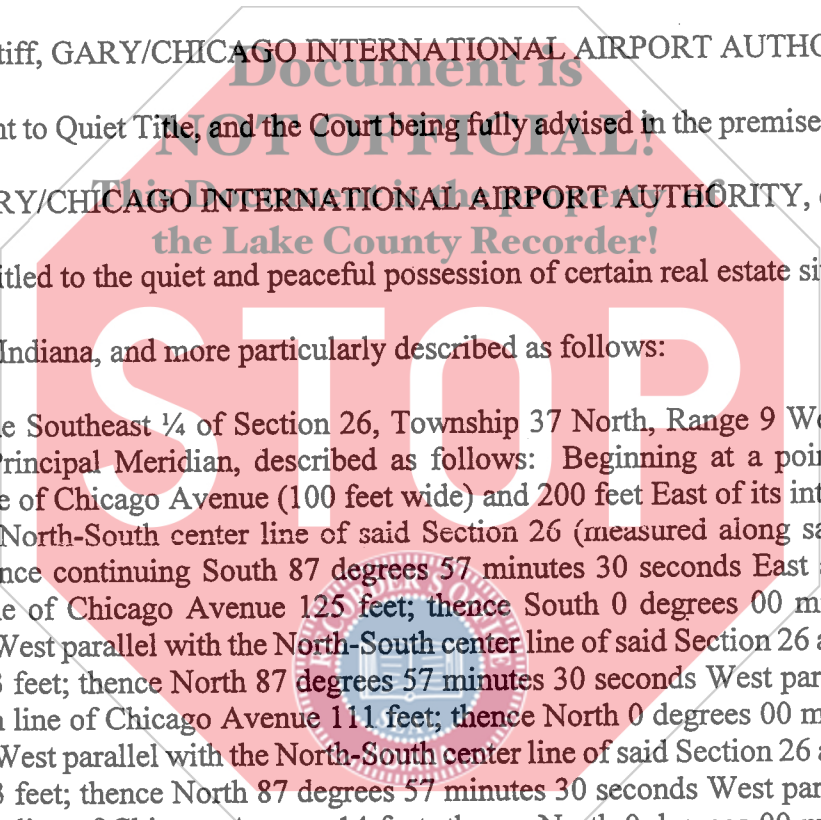 tiff, GARY/CHICAGO INTERNATIONAL AIRPORT AUTHO
Document is
nt to Quiet Title, and the Court being fully advised in the premise
NOT OFFICIAL!
RY/CHICAGO INTERNATIONAL AIRPORT AUTHORITY,
This Document is the property of
the Lake County Recorder!
itled to the quiet and peaceful possession of certain real estate si
STOP
Indiana, and more particularly described as follows:
e Southeast ¼ of Section 26, Township 37 North, Range 9 We
Principal Meridian, described as follows: Beginning at a poin
e of Chicago Avenue (100 feet wide) and 200 feet East of its int
North-South center line of said Section 26 (measured along sa
nce continuing South 87 degrees 57 minutes 30 seconds East
e of Chicago Avenue 125 feet; thence South 0 degrees 00 m
West parallel with the North-South center line of said Section 26 a
feet; thence North 87 degrees 57 minutes 30 seconds West par
line of Chicago Avenue 111 feet; thence North 0 degrees 00 m
West parallel with the North-South center line of said Section 26 a
feet; thence North 87 degrees 57 minutes 30 seconds West par